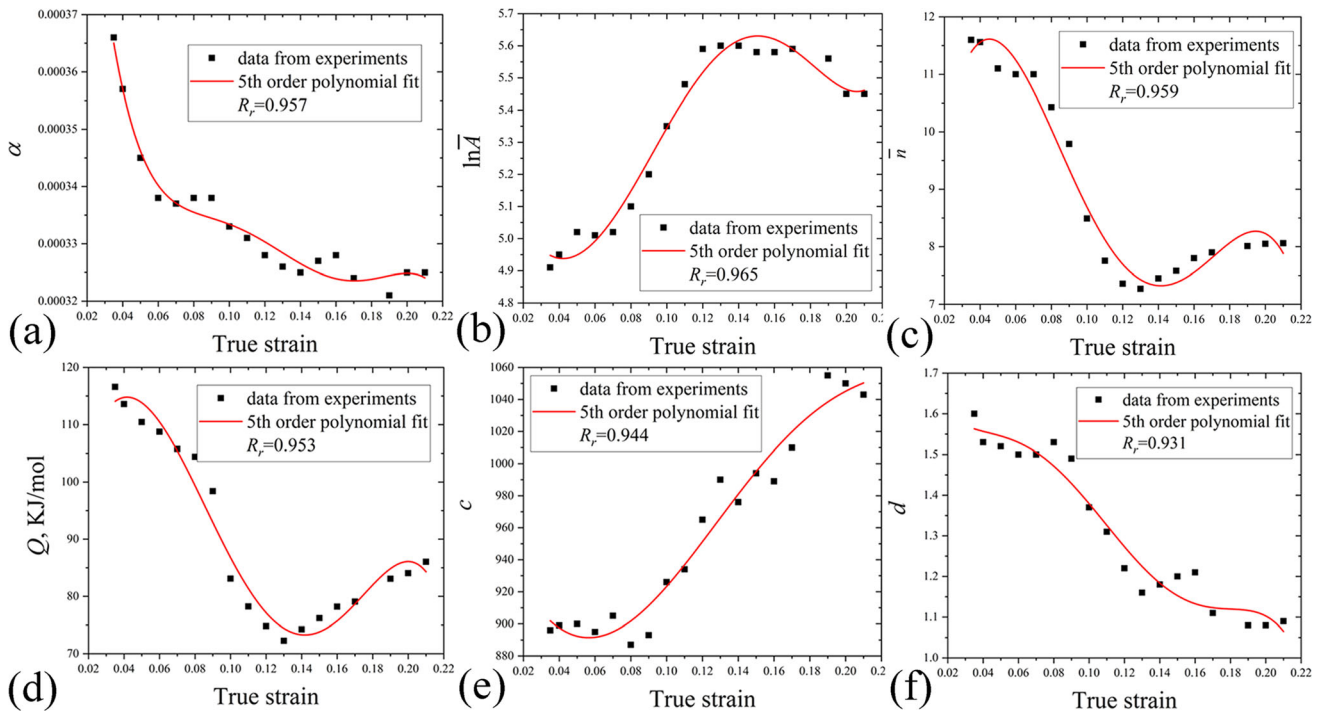 0.00037
0.00036
0.00035
0.00034
0.00033
0.00032
α
data from experiments
5th order polynomial fit
Rr=0.957
0.02 0.04 0.06 0.08 0.10 0.12 0.14 0.16 0.18 0.20 0.22
True strain
(a)
5.7
5.6
5.5
5.4
5.3
5.2
5.1
5.0
4.9
4.8
lnA̅
data from experiments
5th order polynomial fit
Rr=0.965
0.02 0.04 0.06 0.08 0.10 0.12 0.14 0.16 0.18 0.20 0.2
True strain
(b)
12
11
10
9
8
7
n̅
data from experiments
5th order polynomial fit
Rr=0.959
0.02 0.04 0.06 0.08 0.10 0.12 0.14 0.16 0.18 0.20 0.22
True strain
(c)
120
110
100
90
80
70
Q, KJ/mol
data from experiments
5th order polynomial fit
Rr=0.953
0.02 0.04 0.06 0.08 0.10 0.12 0.14 0.16 0.18 0.20 0.22
True strain
(d)
1060
1040
1020
1000
980
960
940
920
900
880
c
data from experiments
5th order polynomial fit
Rr=0.944
0.02 0.04 0.06 0.08 0.10 0.12 0.14 0.16 0.18 0.20 0.22
True strain
(e)
1.7
1.6
1.5
1.4
1.3
1.2
1.1
1.0
d
data from experiments
5th order polynomial fit
Rr=0.931
0.02 0.04 0.06 0.08 0.10 0.12 0.14 0.16 0.18 0.20 0.22
True strain
(f)